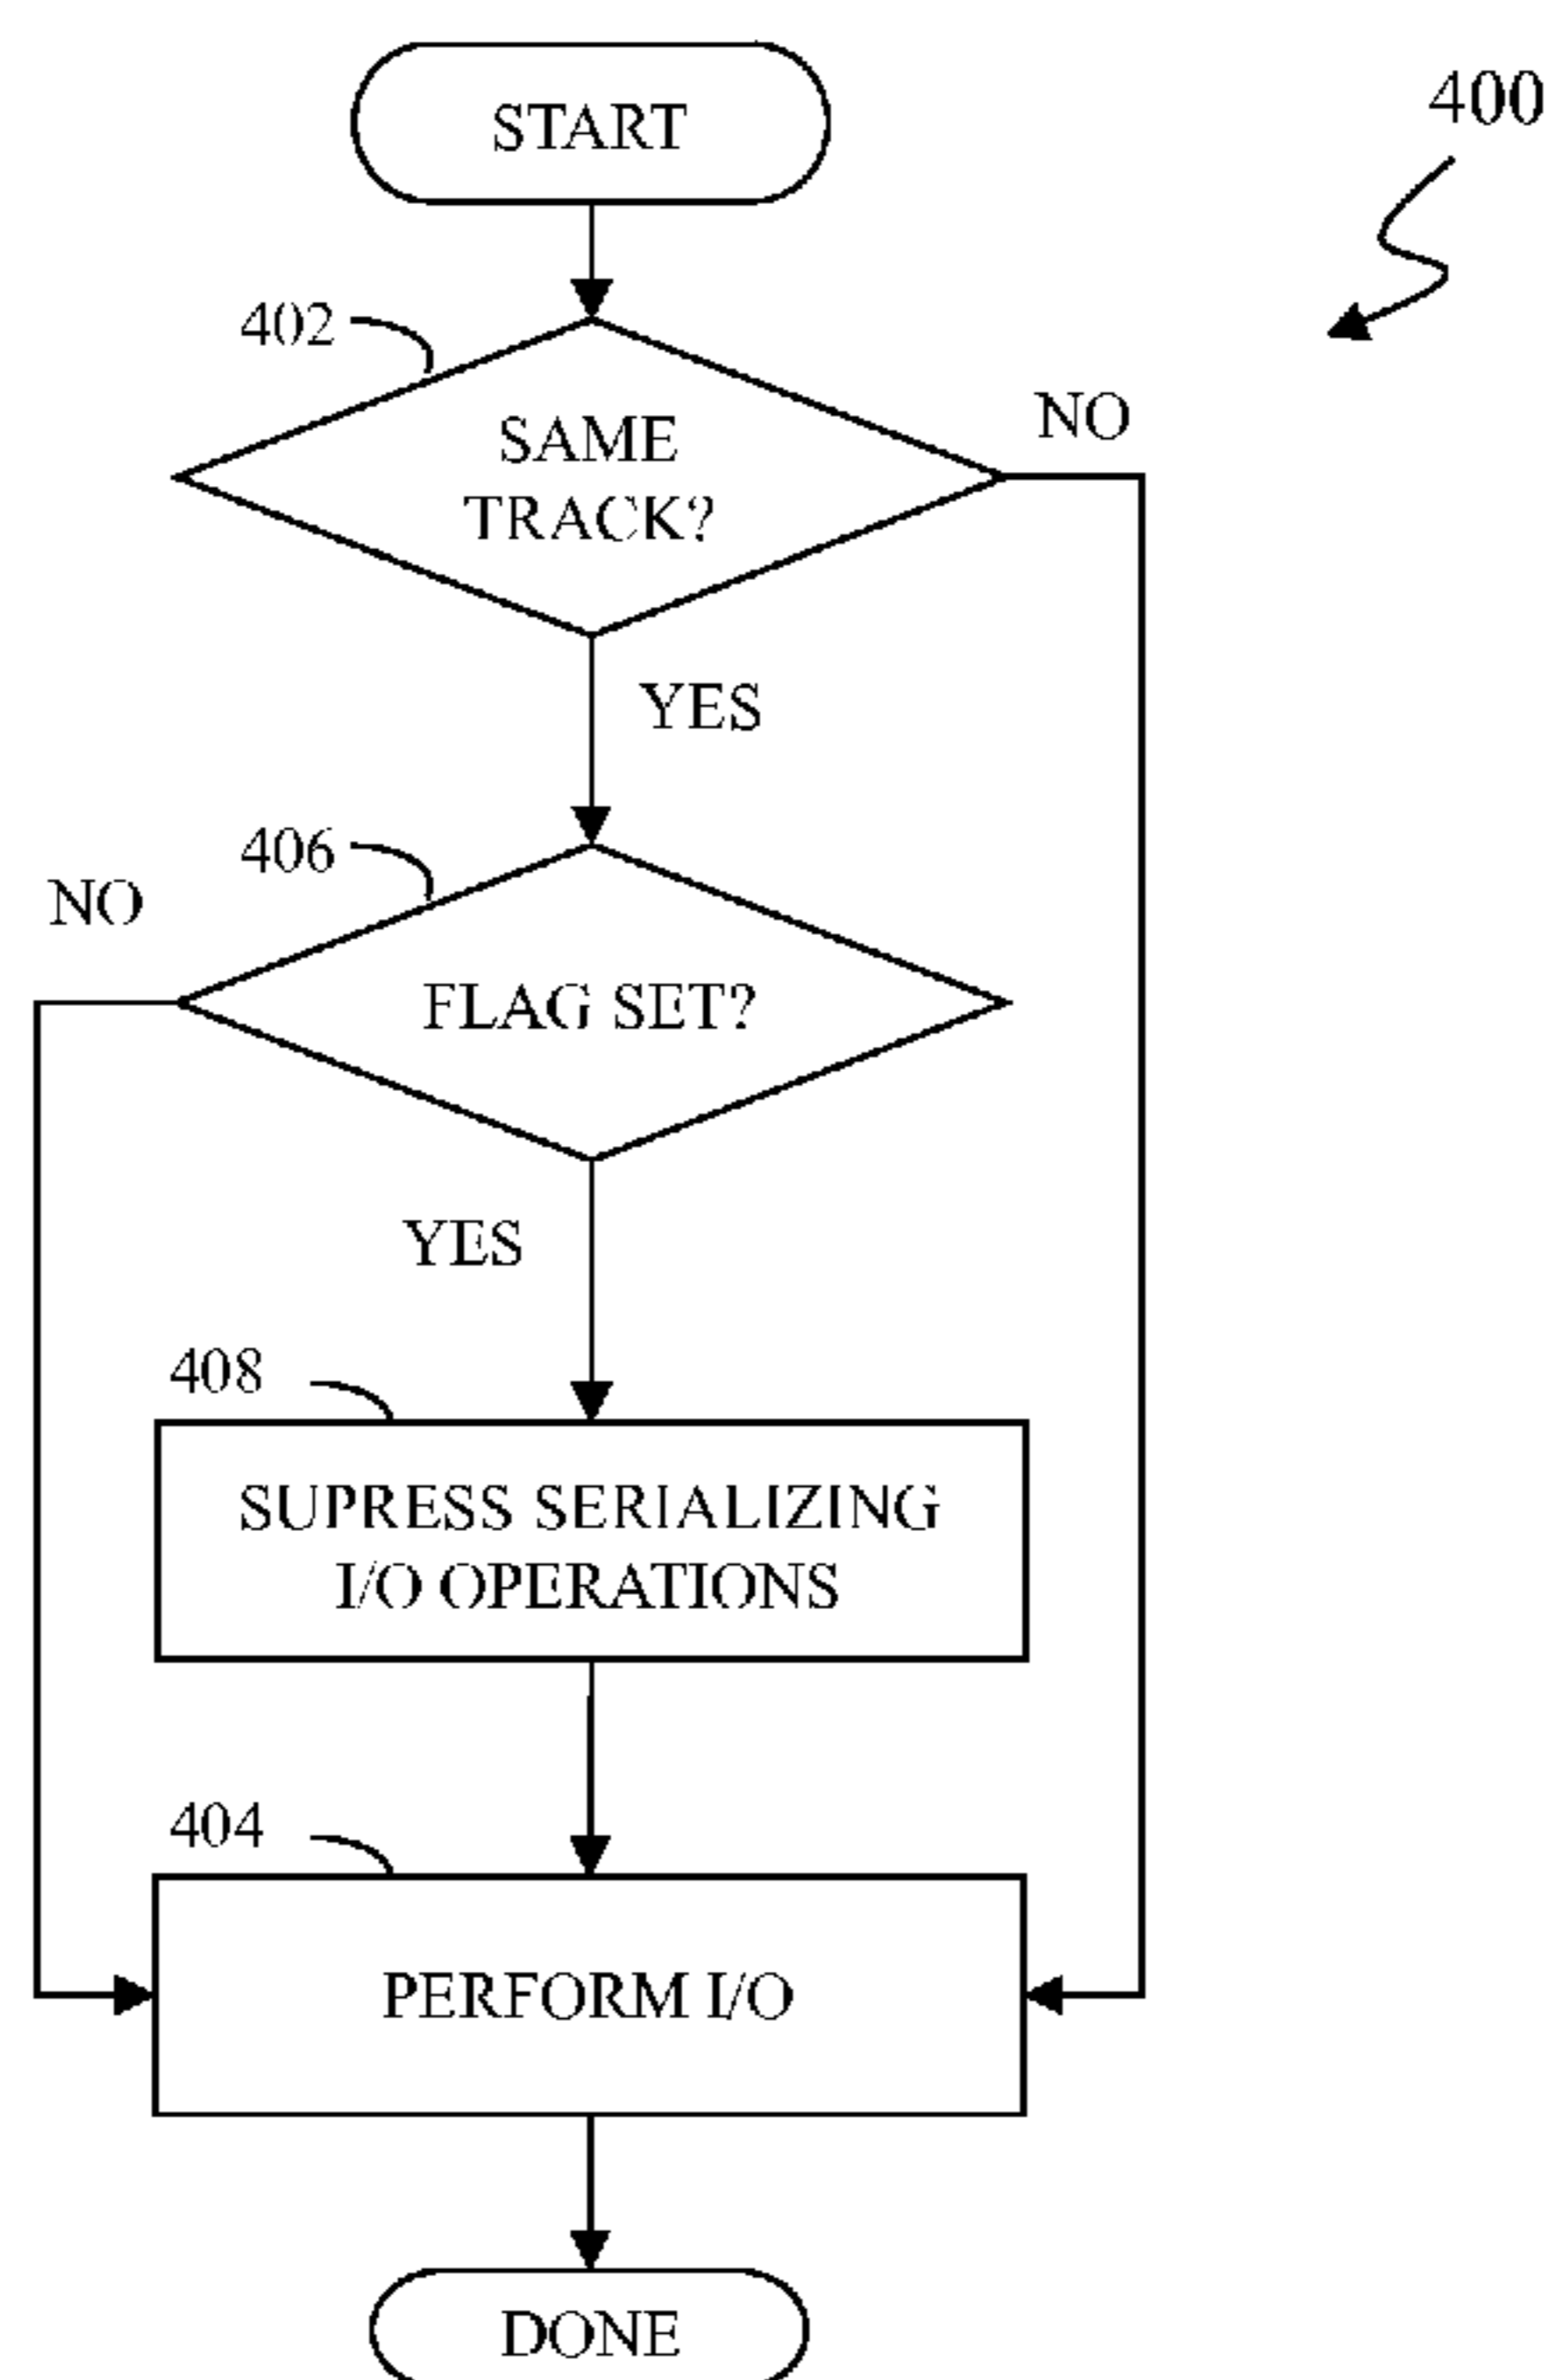 START
400
402
SAME
TRACK?
NO
YES
406
NO
FLAG SET?
YES
408
SUPRESS SERIALIZING
I/O OPERATIONS
404
PERFORM I/O
DONE